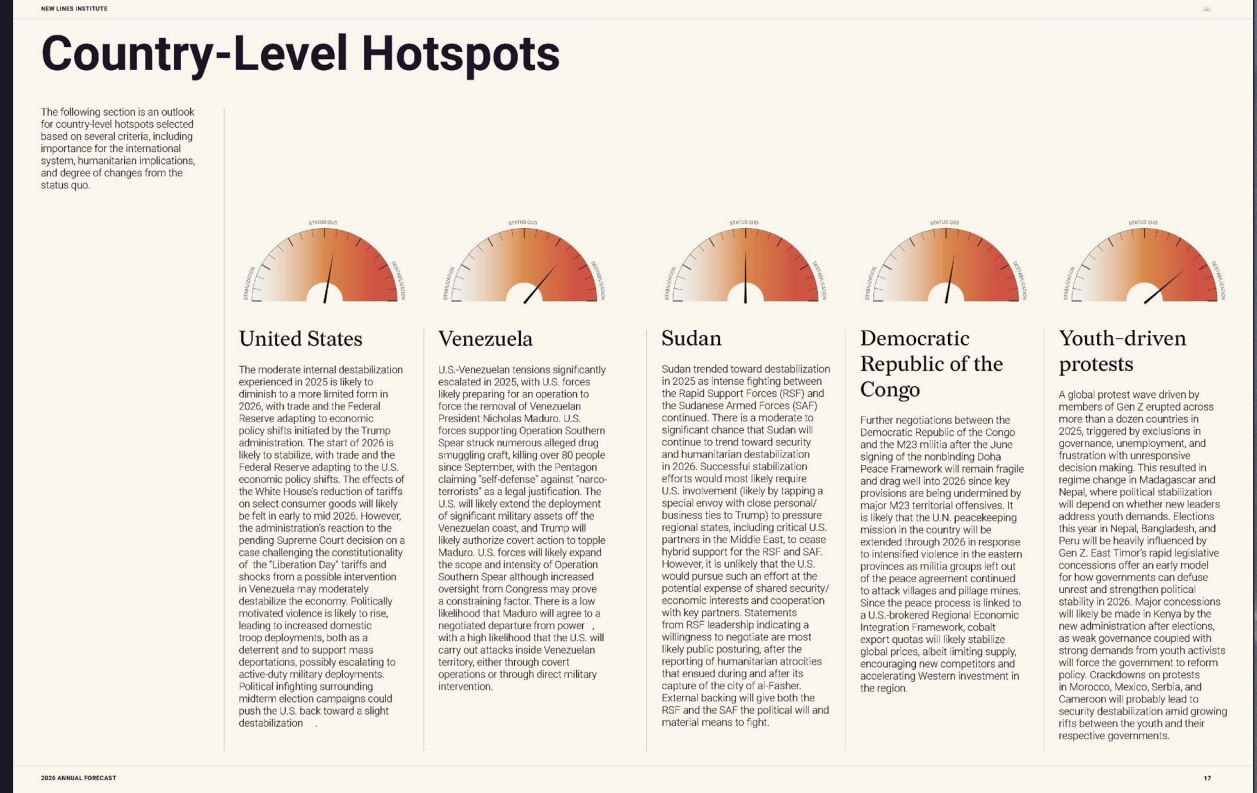 NEW LINES INSTITUTE
Country-Level Hotspots
The following section is an outlook
for country-level hotspots selected
based on several criteria, including
importance for the international
system, humanitarian implications,
and degree of changes from the
status quo.
STABILIZATION
STATUS QUO
DESTABILIZATION
United States
The moderate internal destabilization
experienced in 2025 is likely to
diminish to a more limited form in
2026, with trade and the Federal
Reserve adapting to economic
policy shifts initiated by the Trump
administration. The start of 2026 is
likely to stabilize, with trade and the
Federal Reserve adapting to the U.S.
economic policy shifts. The effects of
the White House's reduction of tariffs
on select consumer goods will likely
be felt in early to mid 2026. However,
the administration's reaction to the
pending Supreme Court decision on a
case challenging the constitutionality
of the "Liberation Day" tariffs and
shocks from a possible intervention
in Venezuela may moderately
destabilize the economy. Politically
motivated violence is likely to rise,
leading to increased domestic
troop deployments, both as a
deterrent and to support mass
deportations, possibly escalating to
active-duty military deployments.
Political infighting surrounding
midterm election campaigns could
push the U.S. back toward a slight
destabilization .
STABILIZATION
STATUS QUO
DESTABILIZATION
Venezuela
U.S.-Venezuelan tensions significantly
escalated in 2025, with U.S. forces
likely preparing for an operation to
force the removal of Venezuelan
President Nicholas Maduro. U.S.
forces supporting Operation Southern
Spear struck numerous alleged drug
smuggling craft, killing over 80 people
since September, with the Pentagon
claiming "self-defense" against "narco-
terrorists" as a legal justification. The
U.S. will likely extend the deployment
of significant military assets off the
Venezuelan coast, and Trump will
likely authorize covert action to topple
Maduro. U.S. forces will likely expand
the scope and intensity of Operation
Southern Spear although increased
oversight from Congress may prove
a constraining factor. There is a low
likelihood that Maduro will agree to a
negotiated departure from power ,
with a high likelihood that the U.S. will
carry out attacks inside Venezuelan
territory, either through covert
operations or through direct military
intervention.
STABILIZATION
STATUS QUO
DESTABILIZATION
Sudan
Sudan trended toward destabilization
in 2025 as intense fighting between
the Rapid Support Forces (RSF) and
the Sudanese Armed Forces (SAF)
continued. There is a moderate to
significant chance that Sudan will
continue to trend toward security
and humanitarian destabilization
in 2026. Successful stabilization
efforts would most likely require
U.S. involvement (likely by tapping a
special envoy with close personal/
business ties to Trump) to pressure
regional states, including critical U.S.
partners in the Middle East, to cease
hybrid support for the RSF and SAF.
However, it is unlikely that the U.S.
would pursue such an effort at the
potential expense of shared security/
economic interests and cooperation
with key partners. Statements
from RSF leadership indicating a
willingness to negotiate are most
likely public posturing, after the
reporting of humanitarian atrocities
that ensued during and after its
capture of the city of al-Fasher.
External backing will give both the
RSF and the SAF the political will and
material means to fight.
STABILIZATION
STATUS QUO
DESTABILIZATION
Democratic
Republic of the
Congo
Further negotiations between the
Democratic Republic of the Congo
and the M23 militia after the June
signing of the nonbinding Doha
Peace Framework will remain fragile
and drag well into 2026 since key
provisions are being undermined by
major M23 territorial offensives. It
is likely that the U.N. peacekeeping
mission in the country will be
extended through 2026 in response
to intensified violence in the eastern
provinces as militia groups left out
of the peace agreement continued
to attack villages and pillage mines.
Since the peace process is linked to
a U.S.-brokered Regional Economic
Integration Framework, cobalt
export quotas will likely stabilize
global prices, albeit limiting supply,
encouraging new competitors and
accelerating Western investment in
the region.
STABILIZATION
STATUS QUO
DESTABILIZATION
Youth-driven
protests
A global protest wave driven by
members of Gen Z erupted across
more than a dozen countries in
2025, triggered by exclusions in
governance, unemployment, and
frustration with unresponsive
decision making. This resulted in
regime change in Madagascar and
Nepal, where political stabilization
will depend on whether new leaders
address youth demands. Elections
this year in Nepal, Bangladesh, and
Peru will be heavily influenced by
Gen Z. East Timor's rapid legislative
concessions offer an early model
for how governments can defuse
unrest and strengthen political
stability in 2026. Major concessions
will likely be made in Kenya by the
new administration after elections,
as weak governance coupled with
strong demands from youth activists
will force the government to reform
policy. Crackdowns on protests
in Morocco, Mexico, Serbia, and
Cameroon will probably lead to
security destabilization amid growing
rifts between the youth and their
respective governments.
2026 ANNUAL FORECAST
17